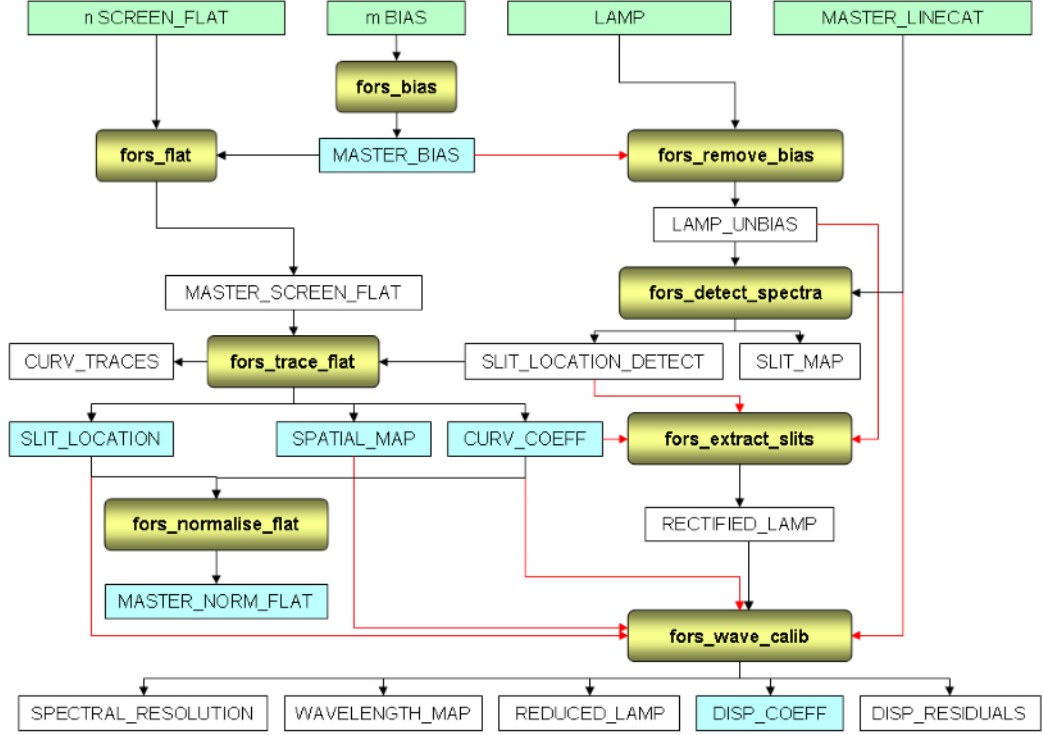 n SCREEN_FLAT
m BIAS
LAMP
MASTER_LINECAT
fors_bias
fors_flat
MASTER_BIAS
fors_remove_bias
LAMP_UNBIAS
MASTER_SCREEN_FLAT
fors_detect_spectra
CURV_TRACES
fors_trace_flat
SLIT_LOCATION_DETECT
SLIT_MAP
SLIT_LOCATION
SPATIAL_MAP
CURV_COEFF
fors_extract_slits
fors_normalise_flat
RECTIFIED_LAMP
MASTER_NORM_FLAT
fors_wave_calib
SPECTRAL_RESOLUTION
WAVELENGTH_MAP
REDUCED_LAMP
DISP_COEFF
DISP_RESIDUALS